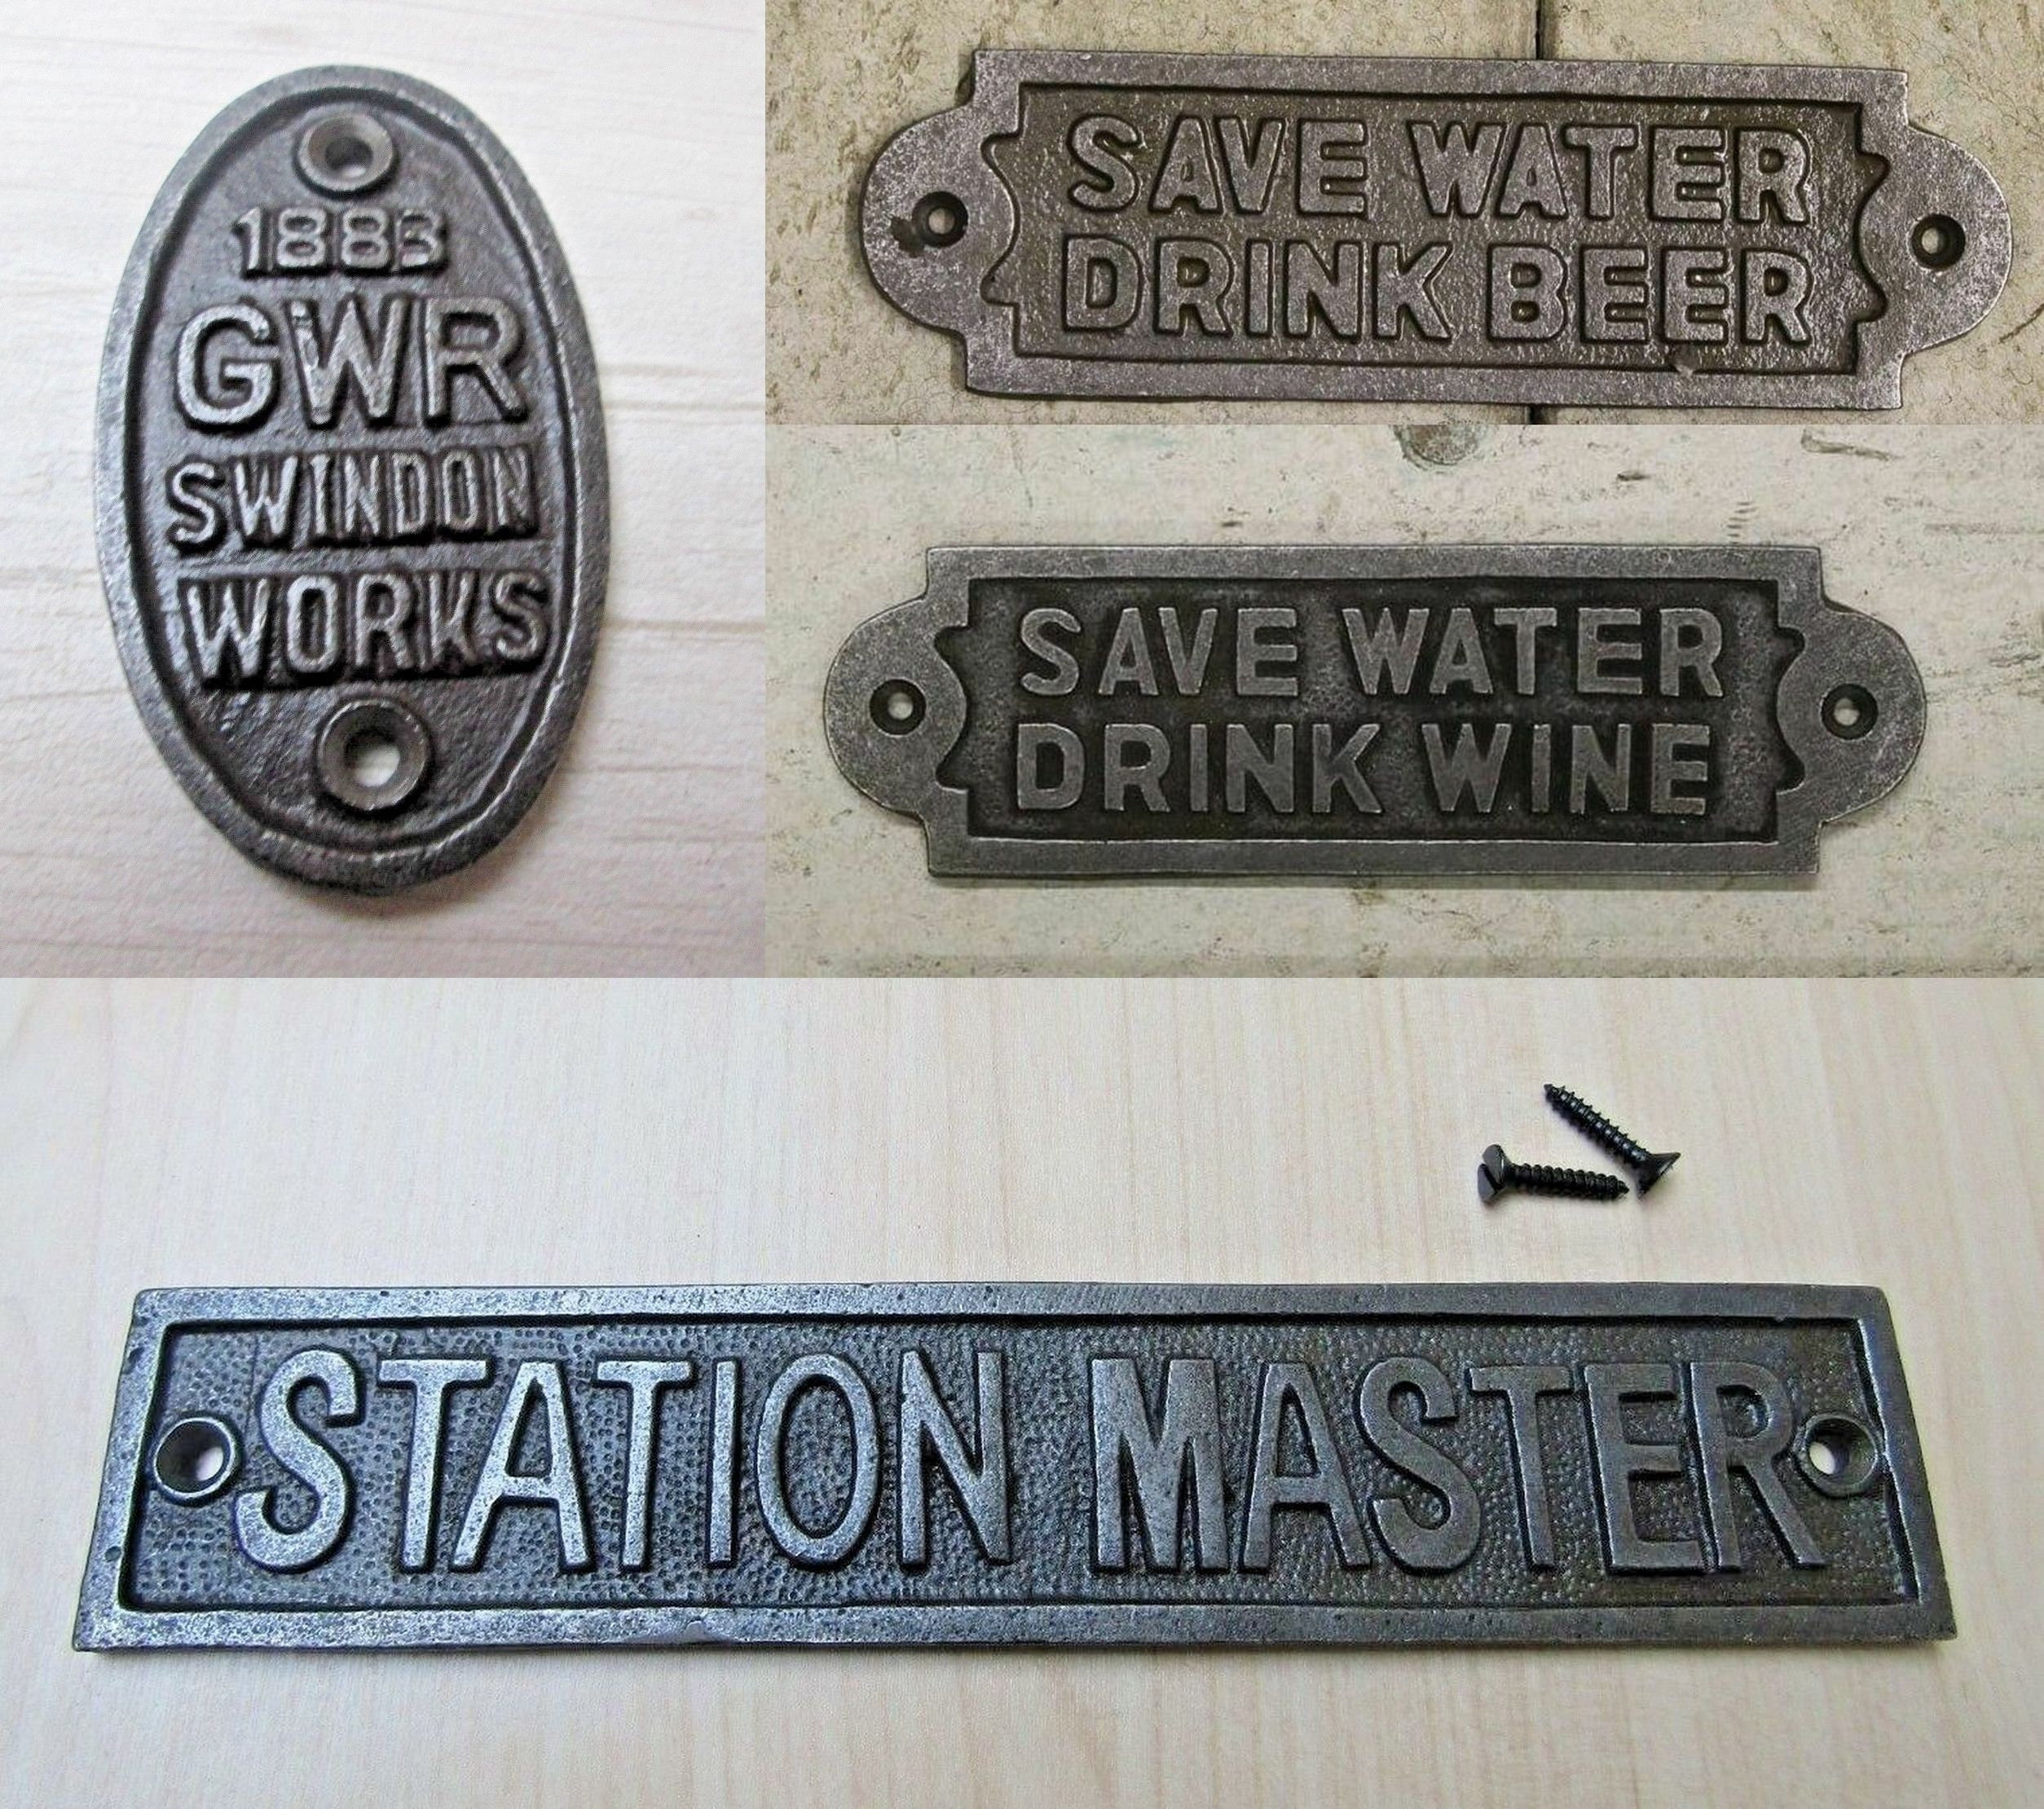 1883
GWR
SWINDON
WORKS
SAVE WATER
DRINK BEER
SAVE WATER
DRINK WINE
STATION MASTER